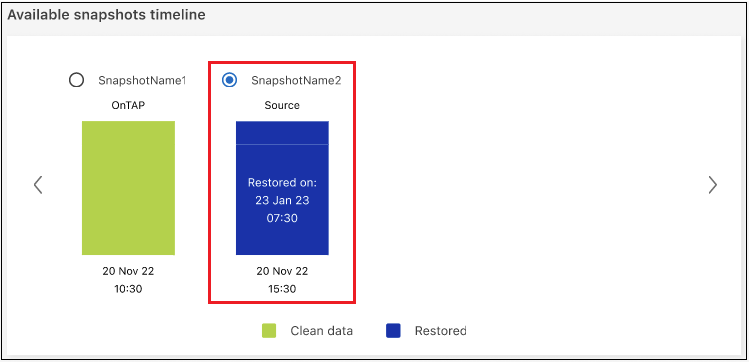 Available snapshots timeline
SnapshotName1
OnTAP
20 Nov 22
10:30
SnapshotName2
Source
Restored on:
23 Jan 23
07:30
20 Nov 22
15:30
Clean data
Restored